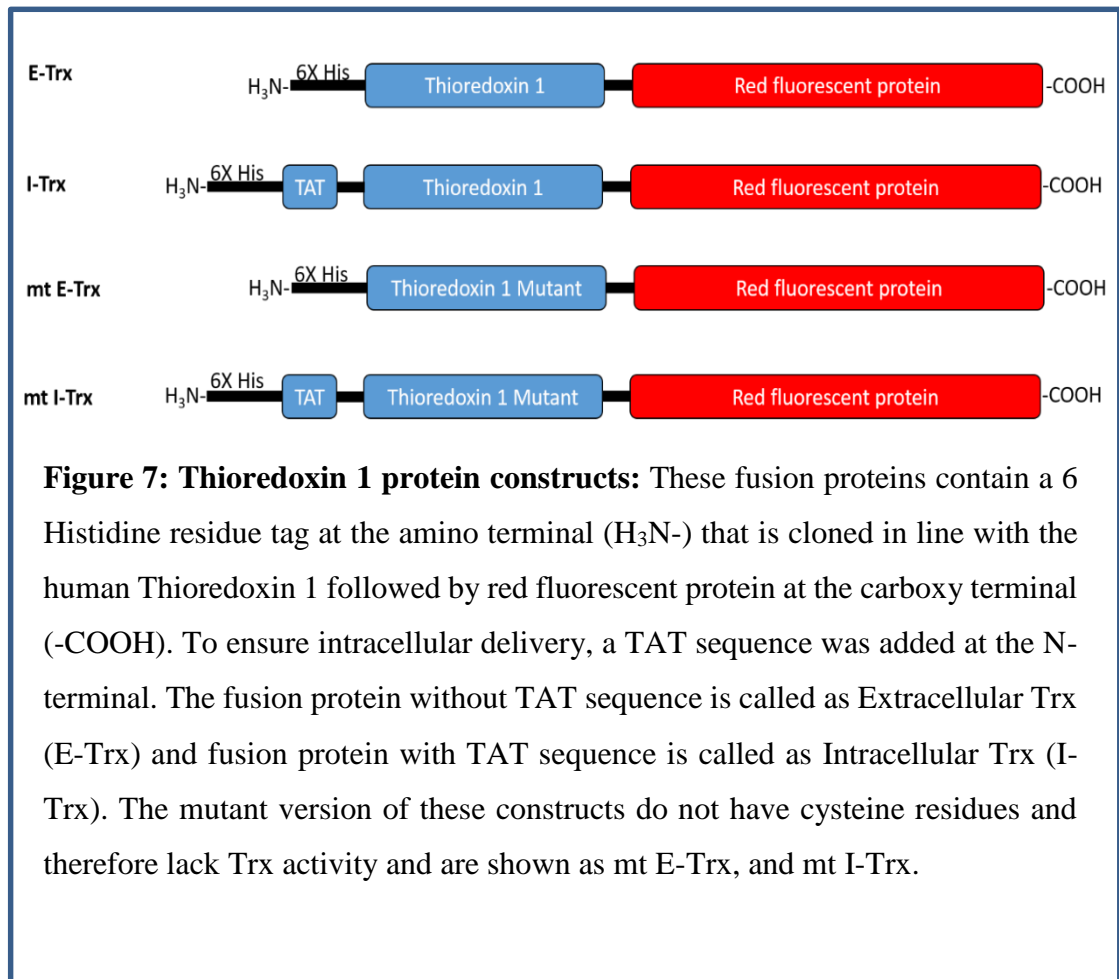 E-Trx H₃N- 6X His Thioredoxin 1 Red fluorescent protein -COOH
I-Trx H₃N- 6X His TAT Thioredoxin 1 Red fluorescent protein -COOH
mt E-Trx H₃N- 6X His Thioredoxin 1 Mutant Red fluorescent protein -COOH
mt I-Trx H₃N- 6X His TAT Thioredoxin 1 Mutant Red fluorescent protein -COOH
Figure 7: Thioredoxin 1 protein constructs: These fusion proteins contain a 6
Histidine residue tag at the amino terminal (H₃N-) that is cloned in line with the
human Thioredoxin 1 followed by red fluorescent protein at the carboxy terminal
(-COOH). To ensure intracellular delivery, a TAT sequence was added at the N-
terminal. The fusion protein without TAT sequence is called as Extracellular Trx
(E-Trx) and fusion protein with TAT sequence is called as Intracellular Trx (I-
Trx). The mutant version of these constructs do not have cysteine residues and
therefore lack Trx activity and are shown as mt E-Trx, and mt I-Trx.